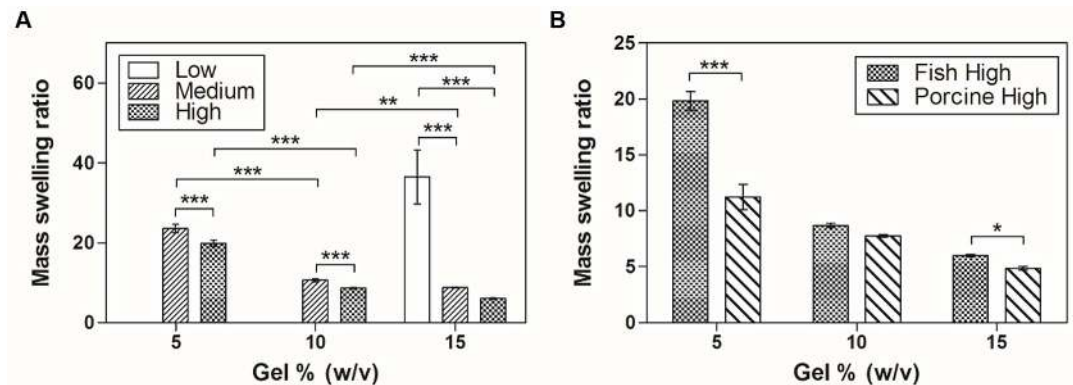 A
Mass swelling ratio
60
40
20
0
Low
Medium
High
***
***
**
***
***
***
***
***
5
10
15
Gel % (w/v)
B
Mass swelling ratio
25
20
15
10
5
0
Fish High
Porcine High
***
*
5
10
15
Gel % (w/v)